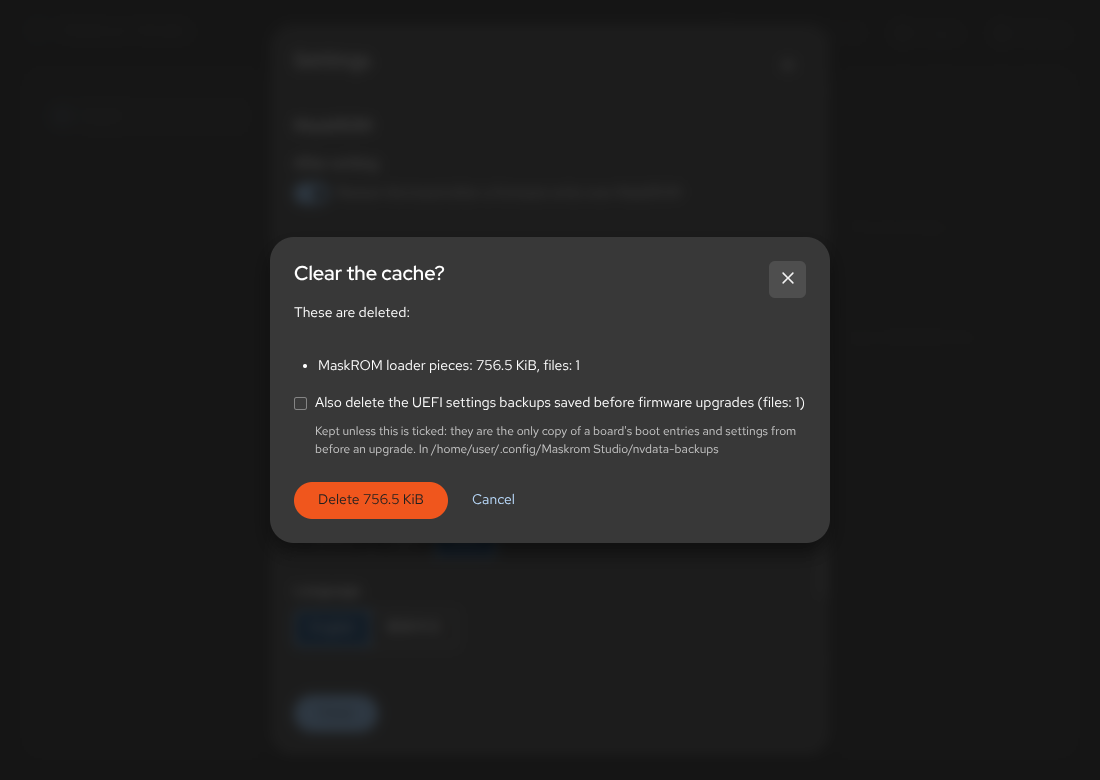 Clear the cache?
These are deleted:
• MaskROM loader pieces: 756.5 KiB, files: 1
Also delete the UEFI settings backups saved before firmware upgrades (files: 1)
Kept unless this is ticked: they are the only copy of a board's boot entries and settings from
before an upgrade. In /home/user/.config/Maskrom Studio/nvdata-backups
Delete 756.5 KiB
Cancel